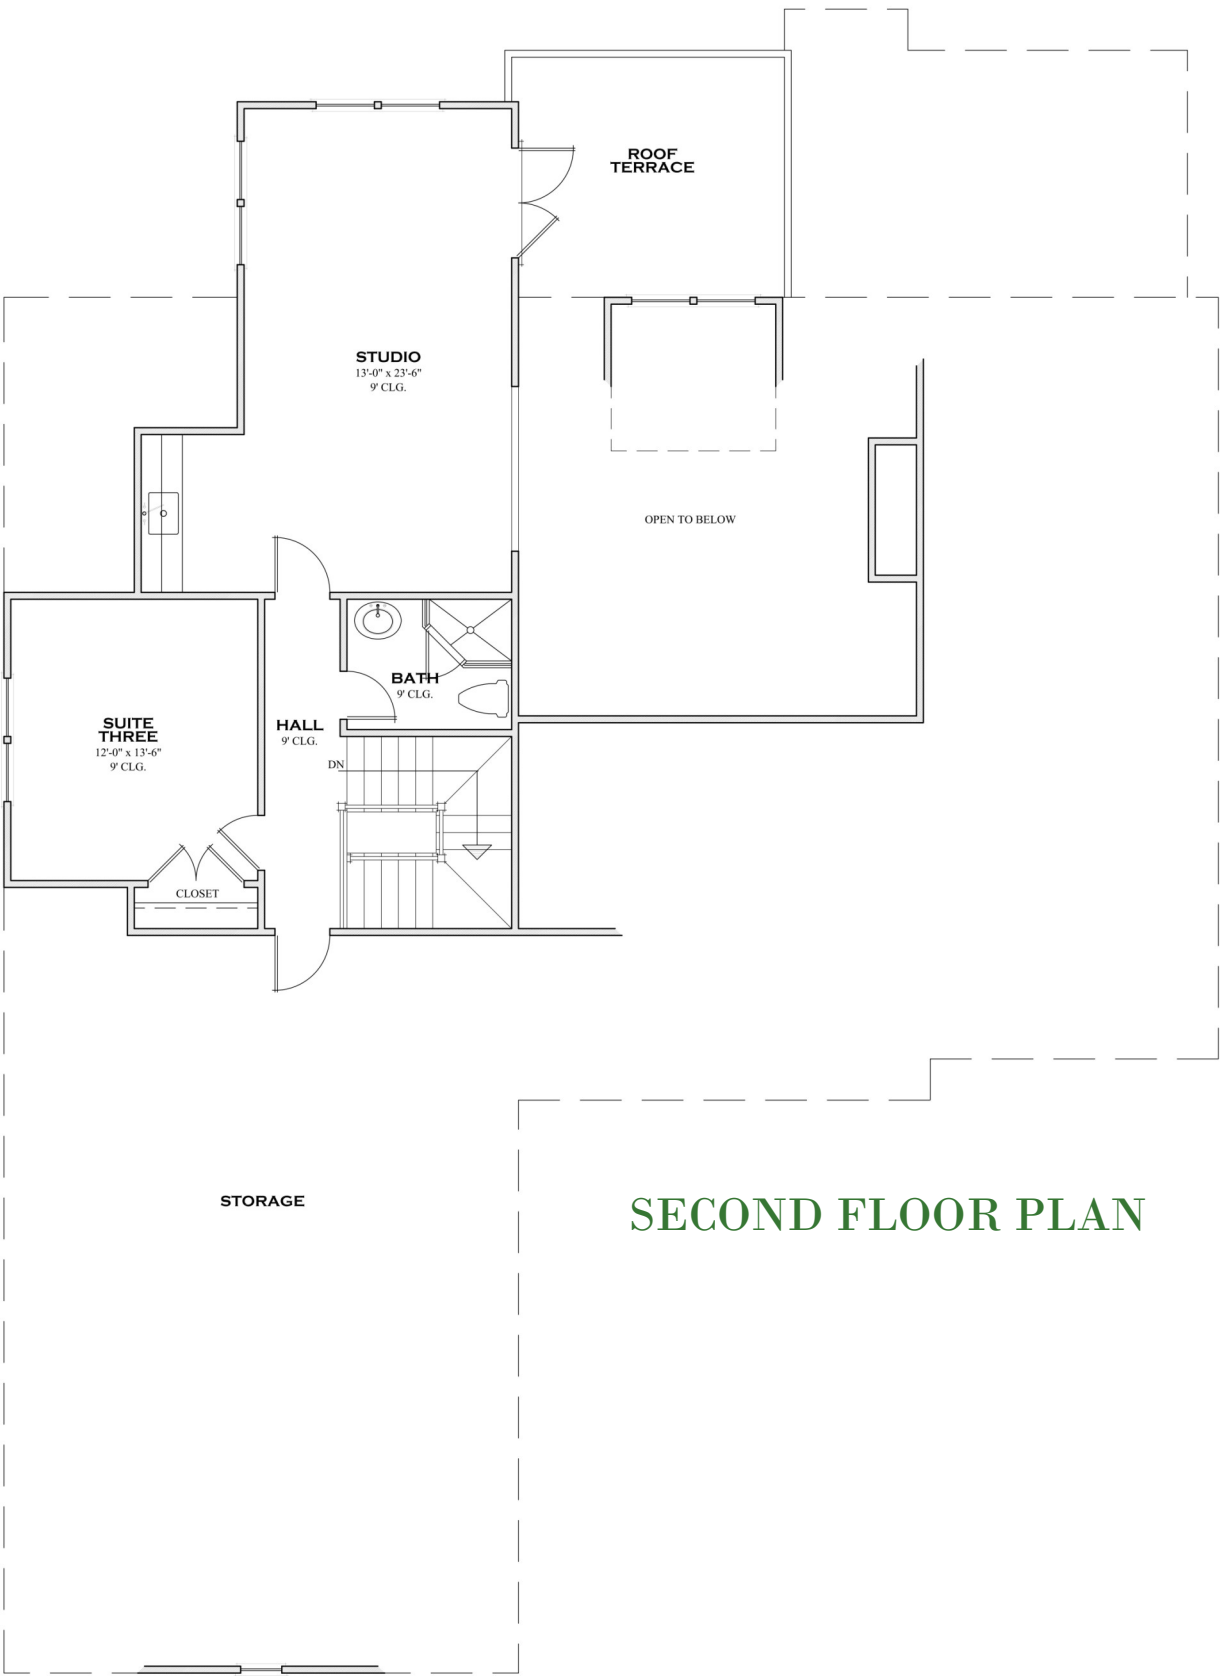 ROOF
TERRACE
STUDIO
13'-0" x 23'-6"
9' CLG.
OPEN TO BELOW
BATH
9' CLG.
SUITE
THREE
12'-0" x 13'-6"
9' CLG.
HALL
9' CLG.
DN
CLOSET
STORAGE
SECOND FLOOR PLAN